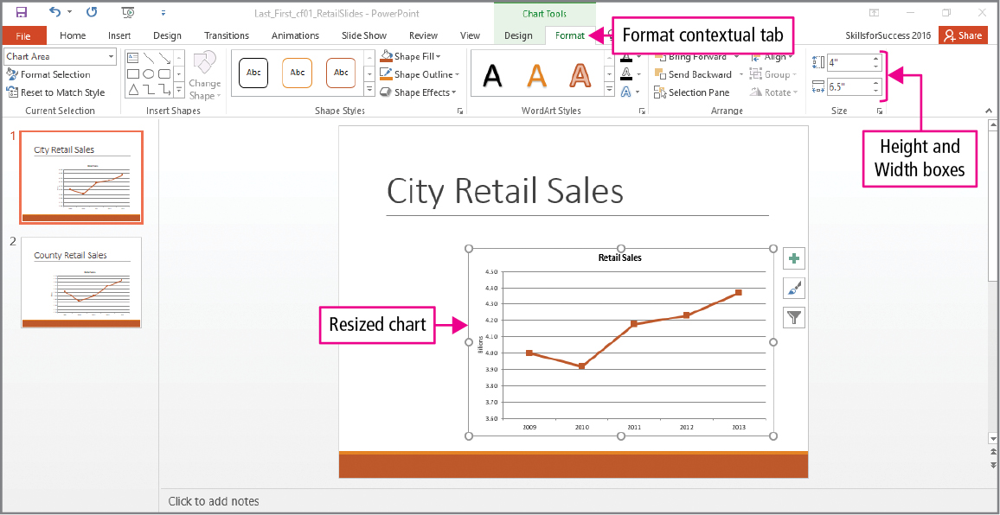 Last_First_cf01_RetailSlides - PowerPoint
Chart Tools
File Home Insert Design Transitions Animations Slide Show Review View Design Format
Format contextual tab
SkillsforSuccess 2016 Share
Chart Area
Format Selection
Reset to Match Style
Current Selection
Change
Shape
Insert Shapes
Abc Abc Abc
Shape Fill
Shape Outline
Shape Effects
Shape Styles
A A A
A
A
A
WordArt Styles
Bring Forward Align
Send Backward Group
Selection Pane Rotate
Arrange
4"
6.5"
Size
Height and
Width boxes
1
City Retail Sales
2
County Retail Sales
City Retail Sales
Resized chart
Retail Sales
Billions
4.50
4.40
4.30
4.20
4.10
4.00
3.90
3.80
3.70
3.60
2009 2010 2011 2012 2013
Click to add notes